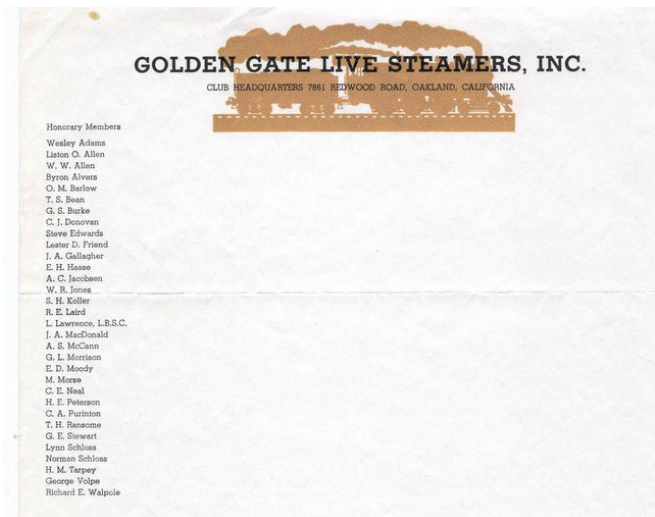 GOLDEN GATE LIVE STEAMERS, INC.
CLUB HEADQUARTERS 7861 REDWOOD ROAD, OAKLAND, CALIFORNIA
Honorary Members
Wesley Adams
Liston O. Allen
W. W. Allen
Byron Alvers
O. M. Barlow
T. S. Bean
G. S. Burke
C. J. Donovan
Steve Edwards
Lester D. Friend
J. A. Gallagher
E. H. Haase
A. C. Jacobsen
W. R. Jones
S. H. Koller
R. E. Laird
L. Lawrence, L.B.S.C.
J. A. MacDonald
A. S. McCann
G. L. Morrison
E. D. Moody
M. Morse
C. E. Neal
H. E. Peterson
C. A. Purinton
T. H. Ransome
G. E. Stewart
Lynn Schloss
Norman Schloss
H. M. Tarpey
George Volpe
Richard E. Walpole